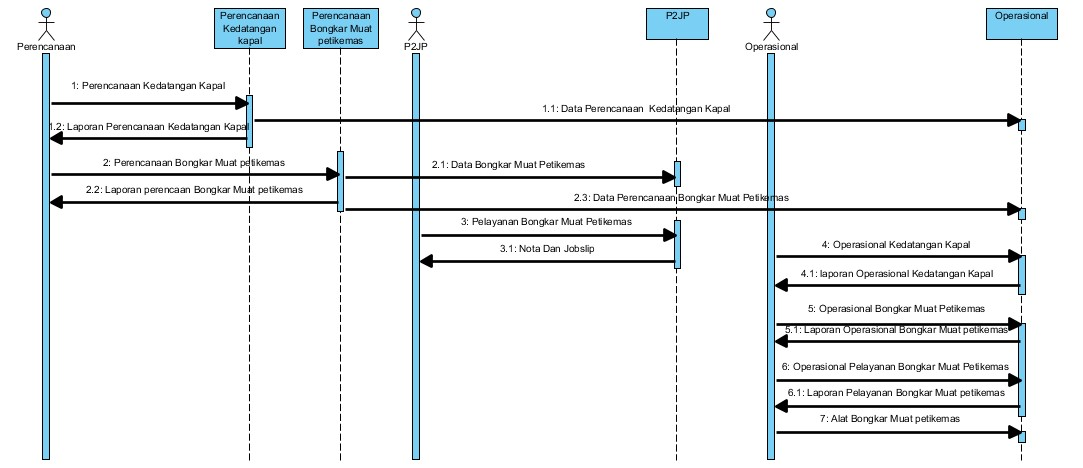 Perencanaan
Kedatangan
kapal
Perencanaan
Bongkar Muat
petikemas
P2JP
Operasional
Perencanaan
P2JP
Operasional
1: Perencanaan Kedatangan Kapal
1.1: Data Perencanaan Kedatangan Kapal
1.2: Laporan Perencanaan Kedatangan Kapal
2: Perencanaan Bongkar Muat petikemas
2.1: Data Bongkar Muat Petikemas
2.2: Laporan perencaan Bongkar Muat petikemas
2.3: Data Perencanaan Bongkar Muat Petikemas
3: Pelayanan Bongkar Muat Petikemas
3.1: Nota Dan Jobslip
4: Operasional Kedatangan Kapal
4.1: laporan Operasional Kedatangan Kapal
5: Operasional Bongkar Muat Petikemas
5.1: Laporan Operasional Bongkar Muat petikemas
6: Operasional Pelayanan Bongkar Muat Petikemas
6.1: Laporan Pelayanan Bongkar Muat petikemas
7: Alat Bongkar Muat petikemas